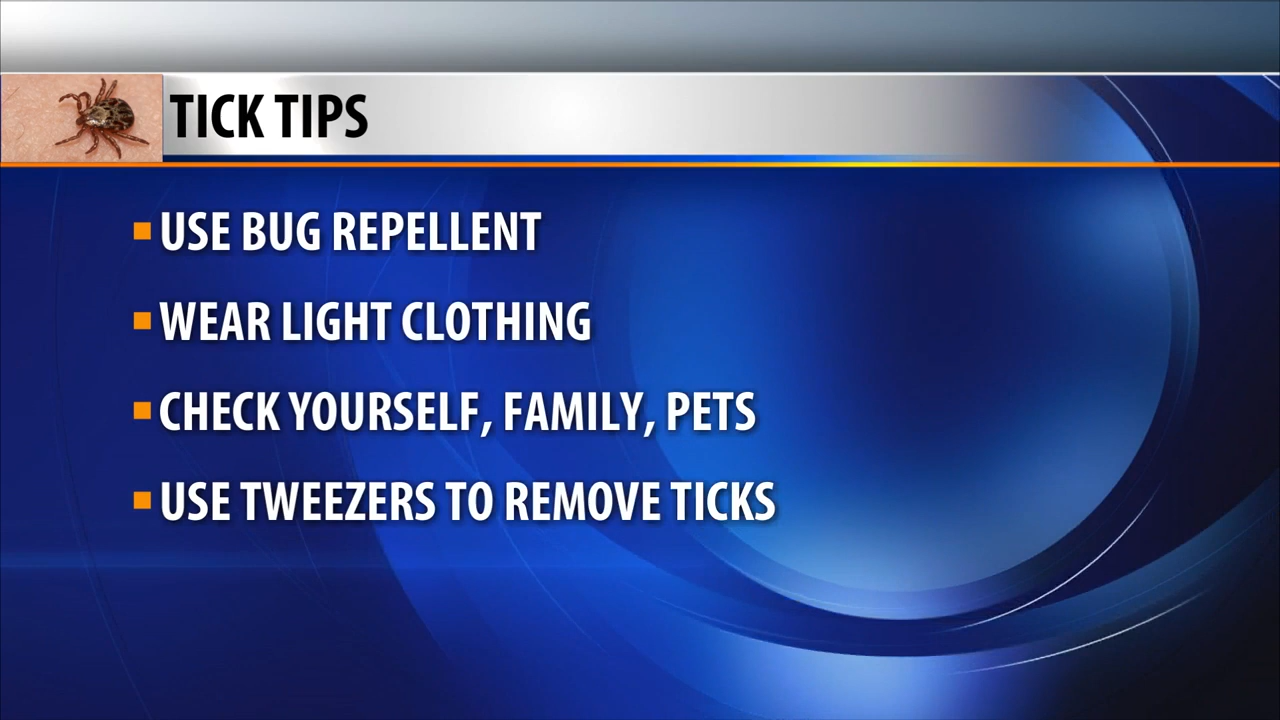 TICK TIPS
USE BUG REPELLENT
WEAR LIGHT CLOTHING
CHECK YOURSELF, FAMILY, PETS
USE TWEEZERS TO REMOVE TICKS